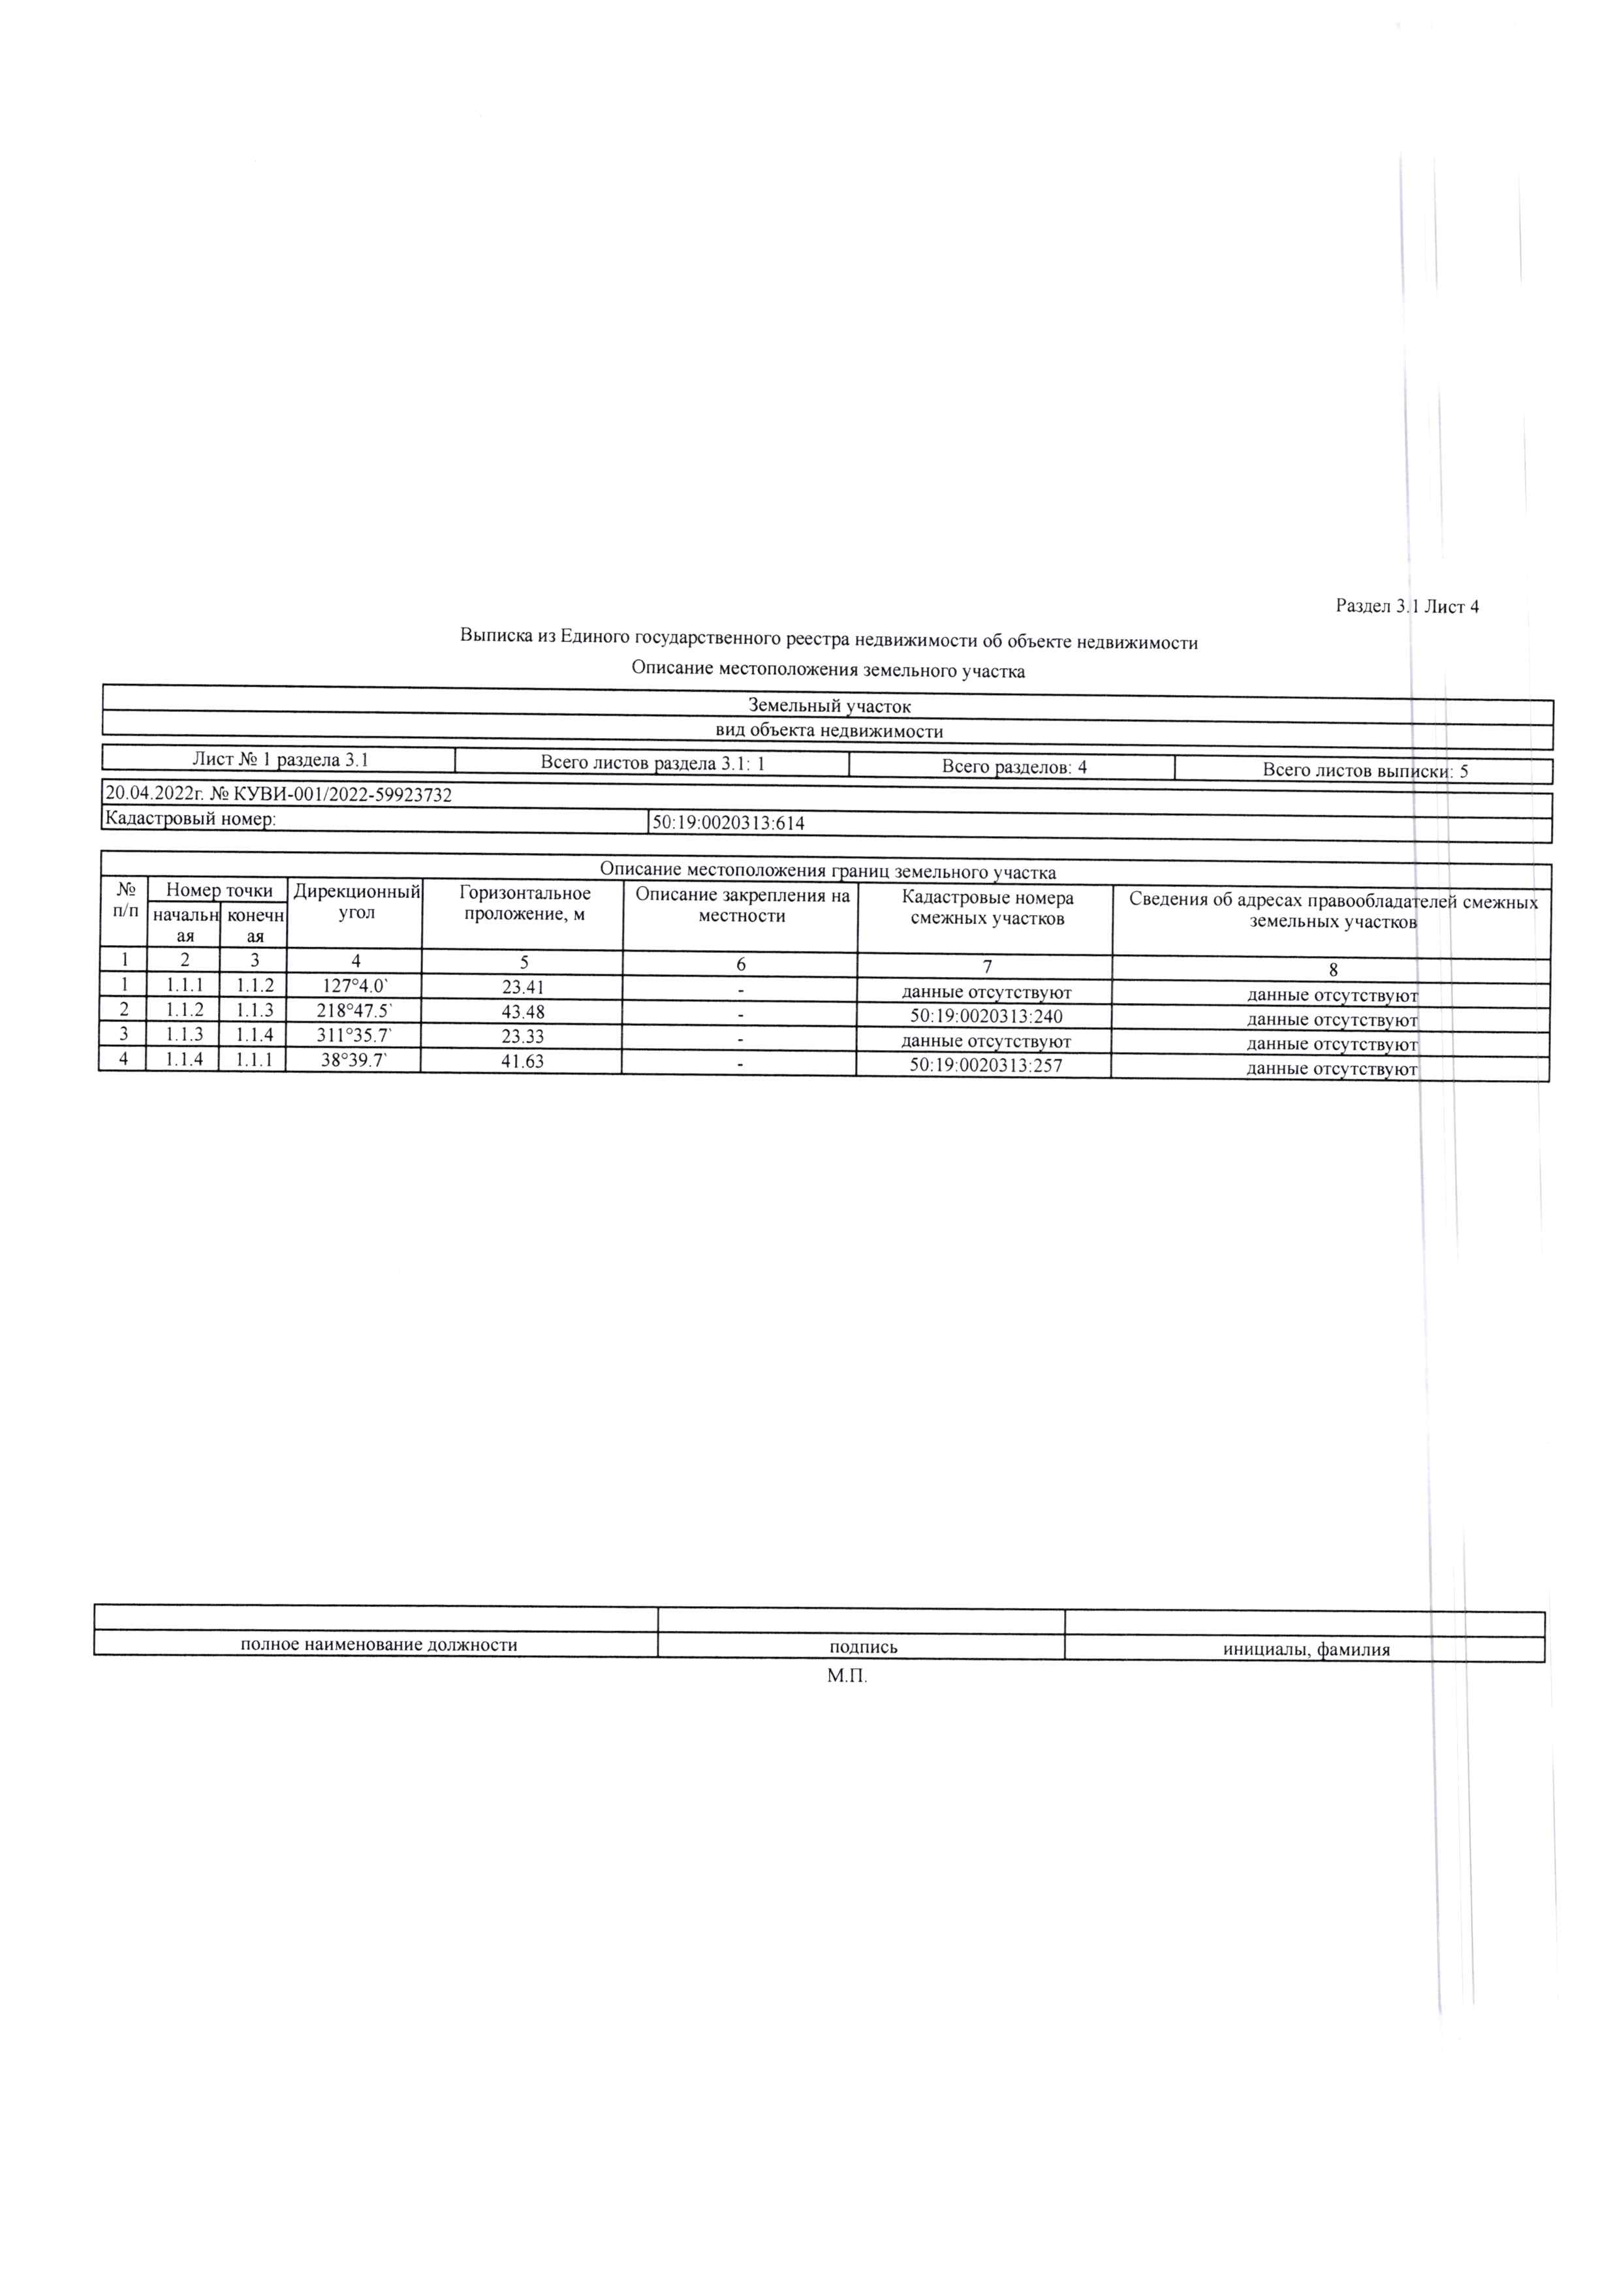 Раздел 3.1 Лист 4
Выписка из Единого государственного реестра недвижимости об объекте недвижимости
Описание местоположения земельного участка
Земельный участок
вид объекта недвижимости
Лист № 1 раздела 3.1 Всего листов раздела 3.1: 1 Всего разделов: 4 Всего листов выписки: 5
20.04.2022г. № КУВИ-001/2022-59923732
Кадастровый номер: 50:19:0020313:614
Описание местоположения границ земельного участка
№ п/п Номер точки Дирекционный угол Горизонтальное проложение, м Описание закрепления на местности Кадастровые номера смежных участков Сведения об адресах правообладателей смежных земельных участков
начальн ая конечн ая
1 2 3 4 5 6 7 8
1 1.1.1 1.1.2 127°4.0` 23.41 - данные отсутствуют данные отсутствуют
2 1.1.2 1.1.3 218°47.5` 43.48 - 50:19:0020313:240 данные отсутствуют
3 1.1.3 1.1.4 311°35.7` 23.33 - данные отсутствуют данные отсутствуют
4 1.1.4 1.1.1 38°39.7` 41.63 - 50:19:0020313:257 данные отсутствуют
полное наименование должности подпись инициалы, фамилия
М.П.